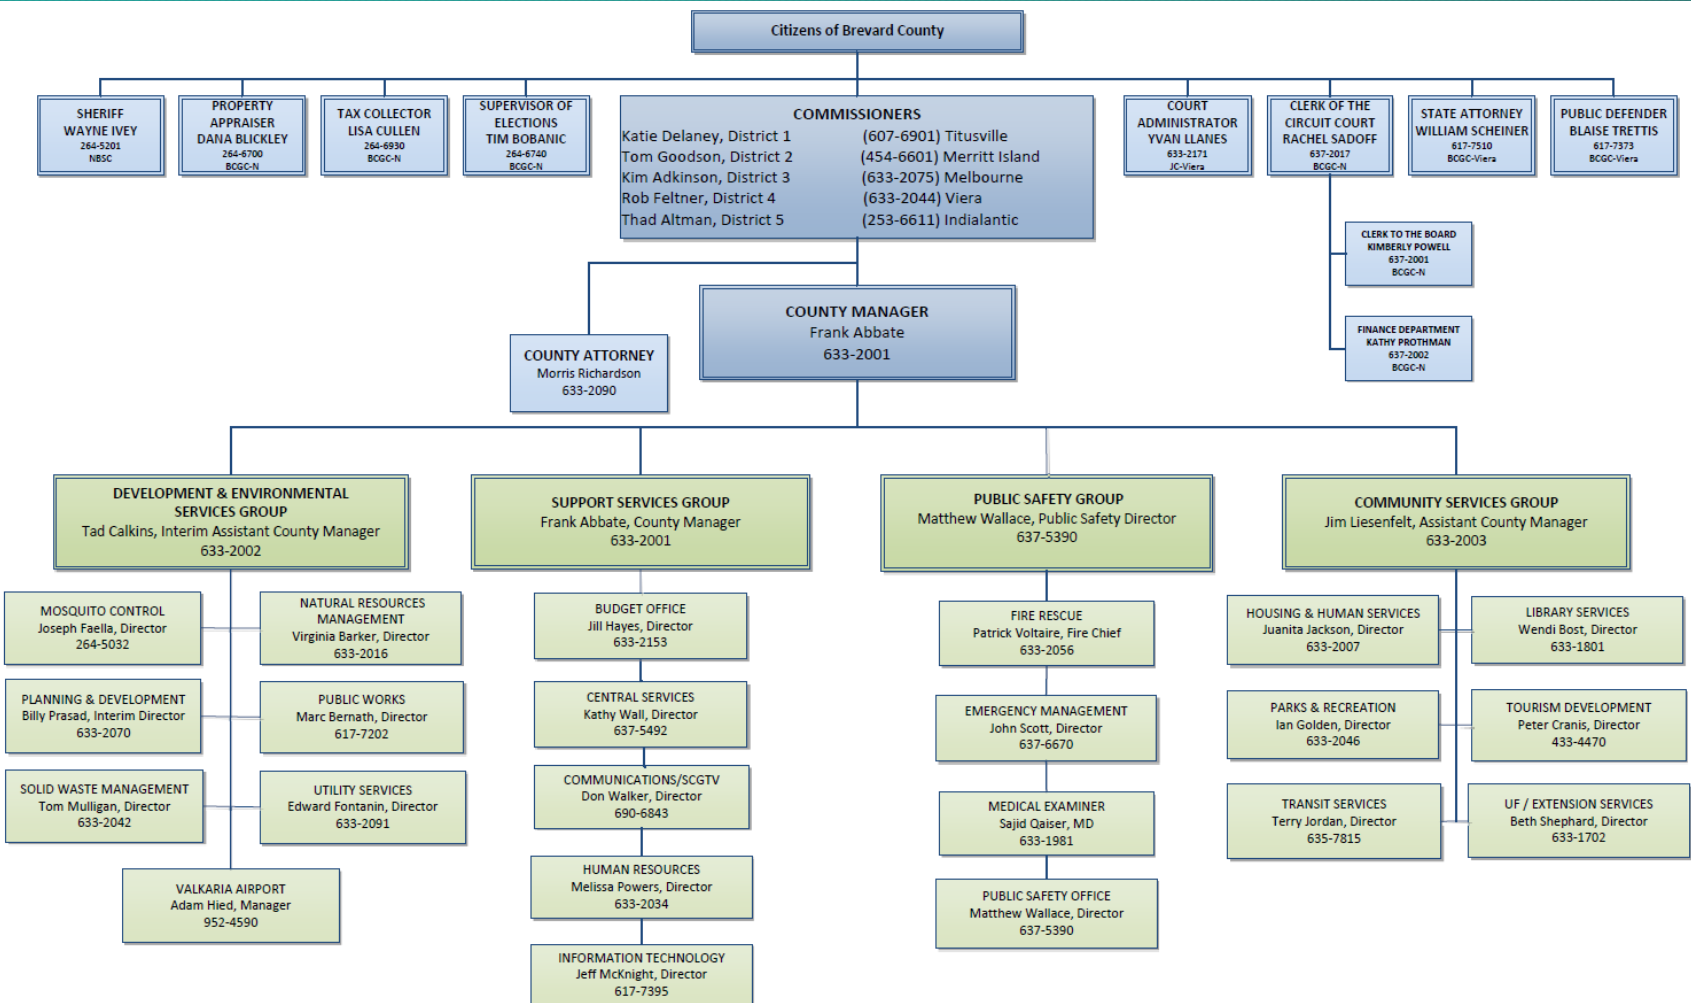 Citizens of Brevard County
SHERIFF
WAYNE IVEY
264-5201
NBSC
PROPERTY
APPRAISER
DANA BLICKLEY
264-6700
BCGC-N
TAX COLLECTOR
LISA CULLEN
264-6930
BCGC-N
SUPERVISOR OF
ELECTIONS
TIM BOBANIC
264-6740
BCGC-N
COMMISSIONERS
Katie Delaney, District 1 (607-6901) Titusville
Tom Goodson, District 2 (454-6601) Merritt Island
Kim Adkinson, District 3 (633-2075) Melbourne
Rob Feltner, District 4 (633-2044) Viera
Thad Altman, District 5 (253-6611) Indialantic
COURT
ADMINISTRATOR
YVAN LLANES
633-2171
JC-Viera
CLERK OF THE
CIRCUIT COURT
RACHEL SADOFF
637-2017
BCGC-N
STATE ATTORNEY
WILLIAM SCHEINER
617-7510
BCGC-Viera
PUBLIC DEFENDER
BLAISE TRETTIS
617-7373
BCGC-Viera
CLERK TO THE BOARD
KIMBERLY POWELL
637-2001
BCGC-N
FINANCE DEPARTMENT
KATHY PROTHMAN
637-2002
BCGC-N
COUNTY MANAGER
Frank Abbate
633-2001
COUNTY ATTORNEY
Morris Richardson
633-2090
DEVELOPMENT & ENVIRONMENTAL
SERVICES GROUP
Tad Calkins, Interim Assistant County Manager
633-2002
SUPPORT SERVICES GROUP
Frank Abbate, County Manager
633-2001
PUBLIC SAFETY GROUP
Matthew Wallace, Public Safety Director
637-5390
COMMUNITY SERVICES GROUP
Jim Liesenfelt, Assistant County Manager
633-2003
MOSQUITO CONTROL
Joseph Faella, Director
264-5032
NATURAL RESOURCES
MANAGEMENT
Virginia Barker, Director
633-2016
PLANNING & DEVELOPMENT
Billy Prasad, Interim Director
633-2070
PUBLIC WORKS
Marc Bernath, Director
617-7202
SOLID WASTE MANAGEMENT
Tom Mulligan, Director
633-2042
UTILITY SERVICES
Edward Fontanin, Director
633-2091
VALKARIA AIRPORT
Adam Hied, Manager
952-4590
BUDGET OFFICE
Jill Hayes, Director
633-2153
CENTRAL SERVICES
Kathy Wall, Director
637-5492
COMMUNICATIONS/SCGTV
Don Walker, Director
690-6843
HUMAN RESOURCES
Melissa Powers, Director
633-2034
INFORMATION TECHNOLOGY
Jeff McKnight, Director
617-7395
FIRE RESCUE
Patrick Voltaire, Fire Chief
633-2056
EMERGENCY MANAGEMENT
John Scott, Director
637-6670
MEDICAL EXAMINER
Sajid Qaiser, MD
633-1981
PUBLIC SAFETY OFFICE
Matthew Wallace, Director
637-5390
HOUSING & HUMAN SERVICES
Juanita Jackson, Director
633-2007
LIBRARY SERVICES
Wendi Bost, Director
633-1801
PARKS & RECREATION
Ian Golden, Director
633-2046
TOURISM DEVELOPMENT
Peter Cranis, Director
433-4470
TRANSIT SERVICES
Terry Jordan, Director
635-7815
UF / EXTENSION SERVICES
Beth Shephard, Director
633-1702